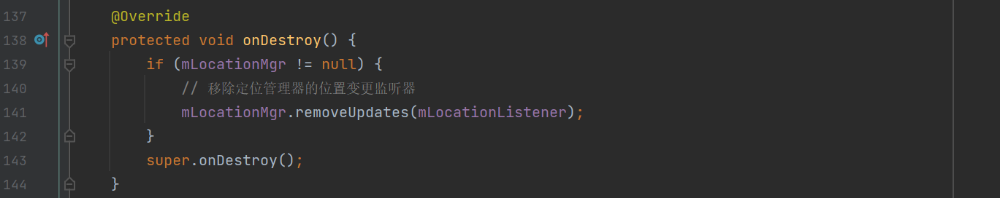 137 @Override
138 protected void onDestroy() {
139 if (mLocationMgr != null) {
140 // 移除定位管理器的位置变更监听器
141 mLocationMgr.removeUpdates(mLocationListener);
142 }
143 super.onDestroy();
144 }